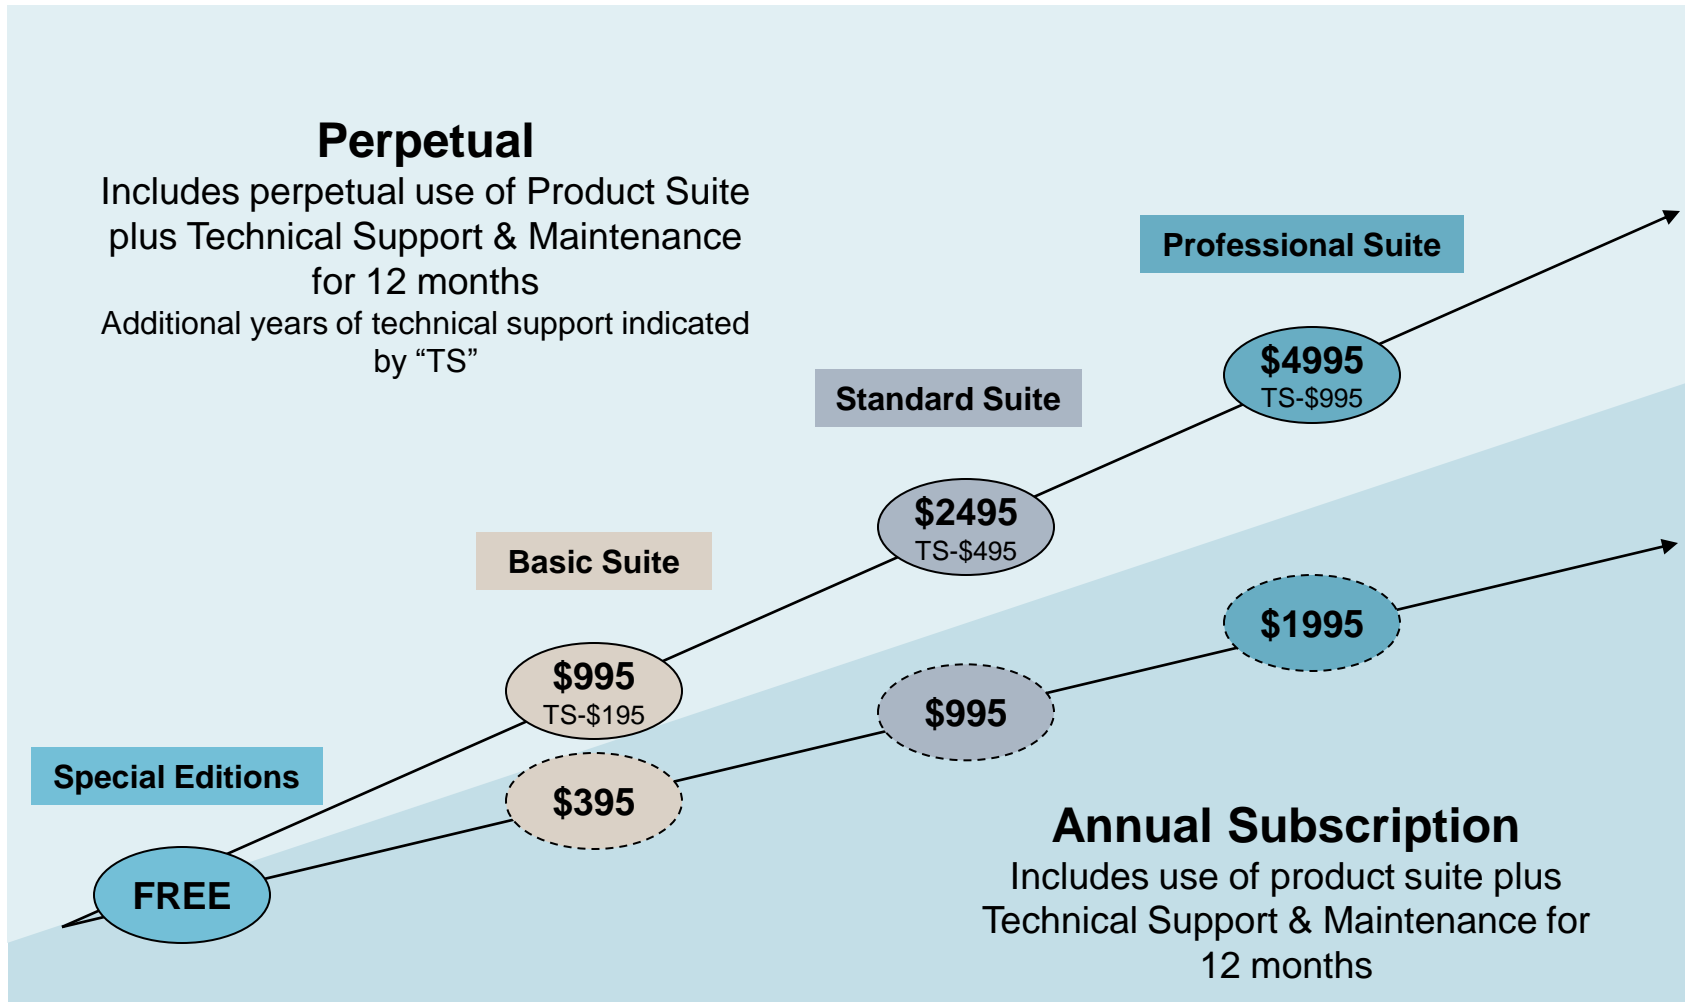 Perpetual
Includes perpetual use of Product Suite
plus Technical Support & Maintenance
for 12 months
Additional years of technical support indicated
by “TS”
Professional Suite
$4995
TS-$995
Standard Suite
$2495
TS-$495
Basic Suite
$995
TS-$195
$1995
$995
$395
Special Editions
FREE
Annual Subscription
Includes use of product suite plus
Technical Support & Maintenance for
12 months